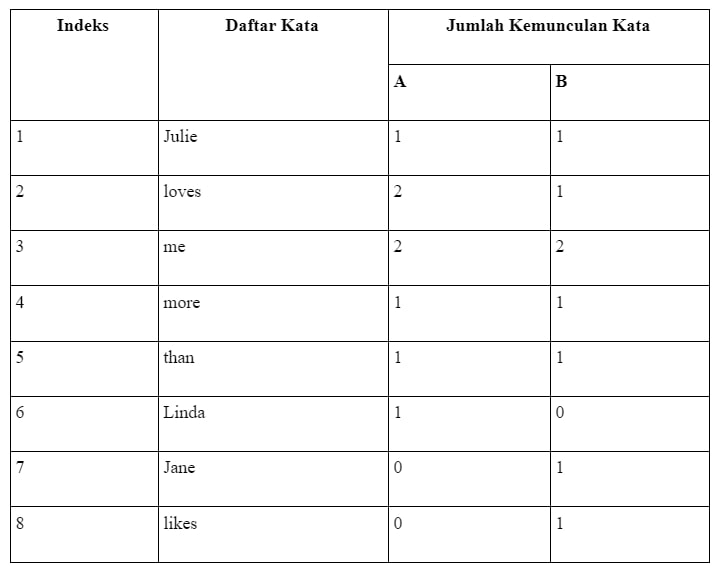 Indeks Daftar Kata Jumlah Kemunculan Kata
A B
1 Julie 1 1
2 loves 2 1
3 me 2 2
4 more 1 1
5 than 1 1
6 Linda 1 0
7 Jane 0 1
8 likes 0 1